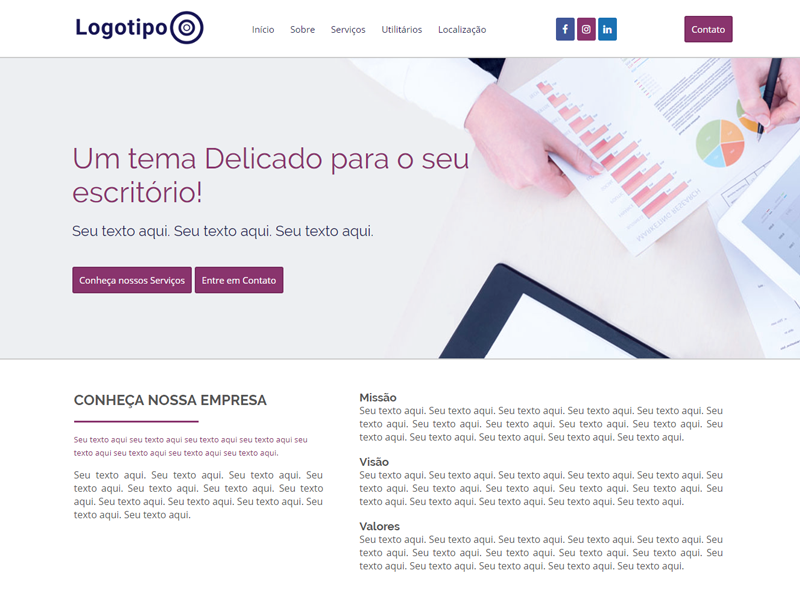 Logotipo
Início Sobre Serviços Utilitários Localização
Contato
Um tema Delicado para o seu
escritório!
Seu texto aqui. Seu texto aqui. Seu texto aqui.
Conheça nossos Serviços Entre em Contato
CONHEÇA NOSSA EMPRESA
Seu texto aqui seu texto aqui seu texto aqui seu texto aqui seu
texto aqui seu texto aqui seu texto aqui seu texto aqui.
Seu texto aqui. Seu texto aqui. Seu texto aqui. Seu
texto aqui. Seu texto aqui. Seu texto aqui. Seu texto
aqui. Seu texto aqui. Seu texto aqui. Seu texto aqui. Seu
texto aqui. Seu texto aqui.
Missão
Seu texto aqui. Seu texto aqui. Seu texto aqui. Seu texto aqui. Seu texto aqui. Seu
texto aqui. Seu texto aqui. Seu texto aqui. Seu texto aqui. Seu texto aqui. Seu
texto aqui. Seu texto aqui. Seu texto aqui. Seu texto aqui. Seu texto aqui.
Visão
Seu texto aqui. Seu texto aqui. Seu texto aqui. Seu texto aqui. Seu texto aqui. Seu
texto aqui. Seu texto aqui. Seu texto aqui. Seu texto aqui. Seu texto aqui. Seu
texto aqui. Seu texto aqui. Seu texto aqui. Seu texto aqui. Seu texto aqui.
Valores
Seu texto aqui. Seu texto aqui. Seu texto aqui. Seu texto aqui. Seu texto aqui. Seu
texto aqui. Seu texto aqui. Seu texto aqui. Seu texto aqui. Seu texto aqui. Seu
texto aqui. Seu texto aqui. Seu texto aqui. Seu texto aqui. Seu texto aqui.